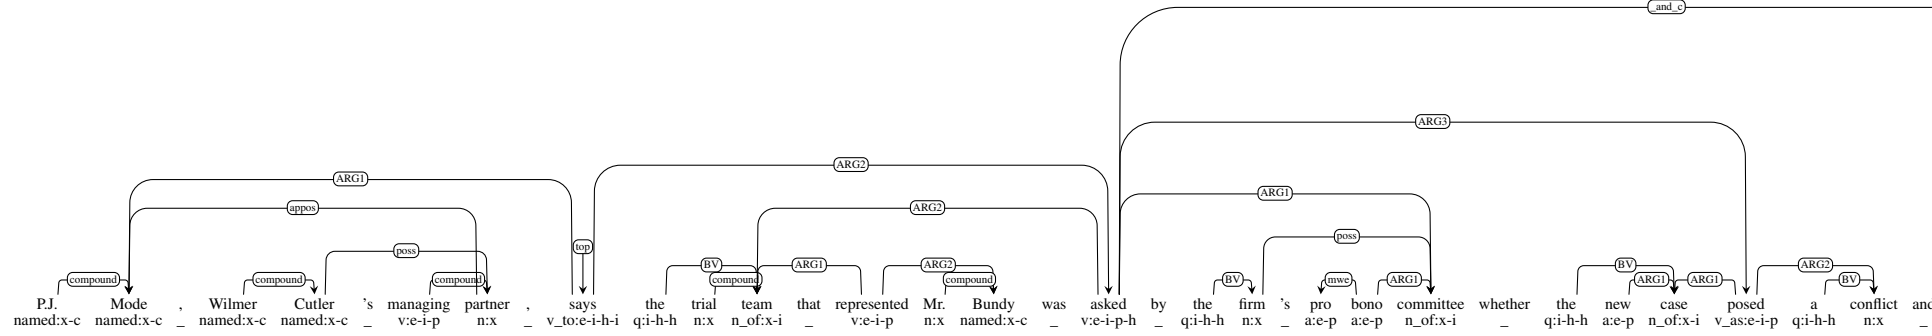 _and_c
ARG3
ARG2
ARG1
ARG1
appos ARG2
poss
top
poss
BV ARG1 ARG2 BV ARG2
compound compound compound compound compound BV mwe ARG1 ARG1 ARG1 BV
P.J. Mode , Wilmer Cutler 's managing partner , says the trial team that represented Mr. Bundy was asked by the firm 's pro bono committee whether the new case posed a conflict and
named:x-c named:x-c _ named:x-c named:x-c _ v:e-i-p n:x _ v_to:e-i-h-i q:i-h-h n:x n_of:x-i _ v:e-i-p n:x named:x-c _ v:e-i-p-h _ q:i-h-h n:x _ a:e-p a:e-p n_of:x-i _ q:i-h-h a:e-p n_of:x-i v_as:e-i-p q:i-h-h n:x _